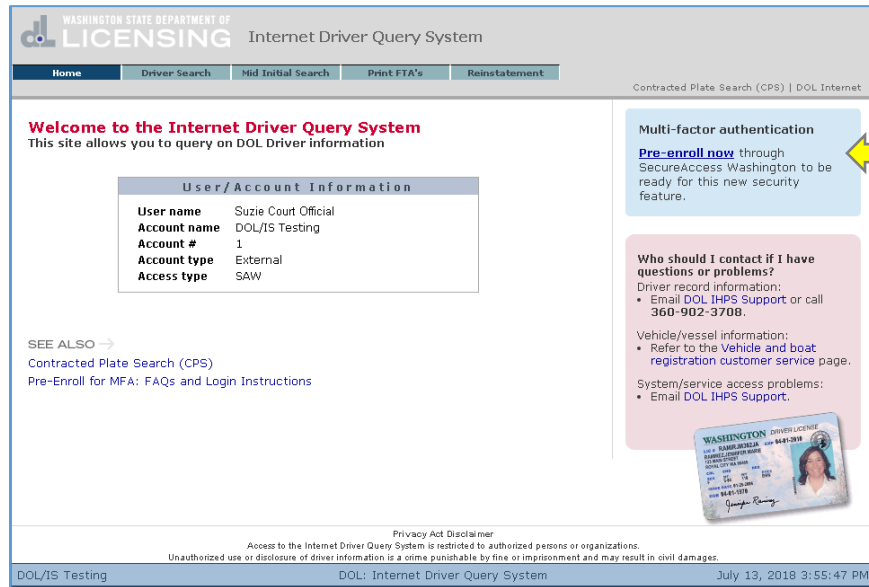 WASHINGTON STATE DEPARTMENT OF
LICENSING
Internet Driver Query System
Home
Driver Search
Mid Initial Search
Print FTA's
Reinstatement
Contracted Plate Search (CPS) | DOL Internet
Welcome to the Internet Driver Query System
This site allows you to query on DOL Driver information
User/Account Information
User name Suzie Court Official
Account name DOL/IS Testing
Account # 1
Account type External
Access type SAW
SEE ALSO
Contracted Plate Search (CPS)
Pre-Enroll for MFA: FAQs and Login Instructions
Multi-factor authentication
Pre-enroll now through
SecureAccess Washington to be
ready for this new security
feature.
Who should I contact if I have
questions or problems?
Driver record information:
• Email DOL IHPS Support or call
360-902-3708.
Vehicle/vessel information:
• Refer to the Vehicle and boat
registration customer service page.
System/service access problems:
• Email DOL IHPS Support.
WASHINGTON DRIVER LICENSE
Privacy Act Disclaimer
Access to the Internet Driver Query System is restricted to authorized persons or organizations.
Unauthorized use or disclosure of driver information is a crime punishable by fine or imprisonment and may result in civil damages.
DOL/IS Testing
DOL: Internet Driver Query System
July 13, 2018 3:55:47 PM